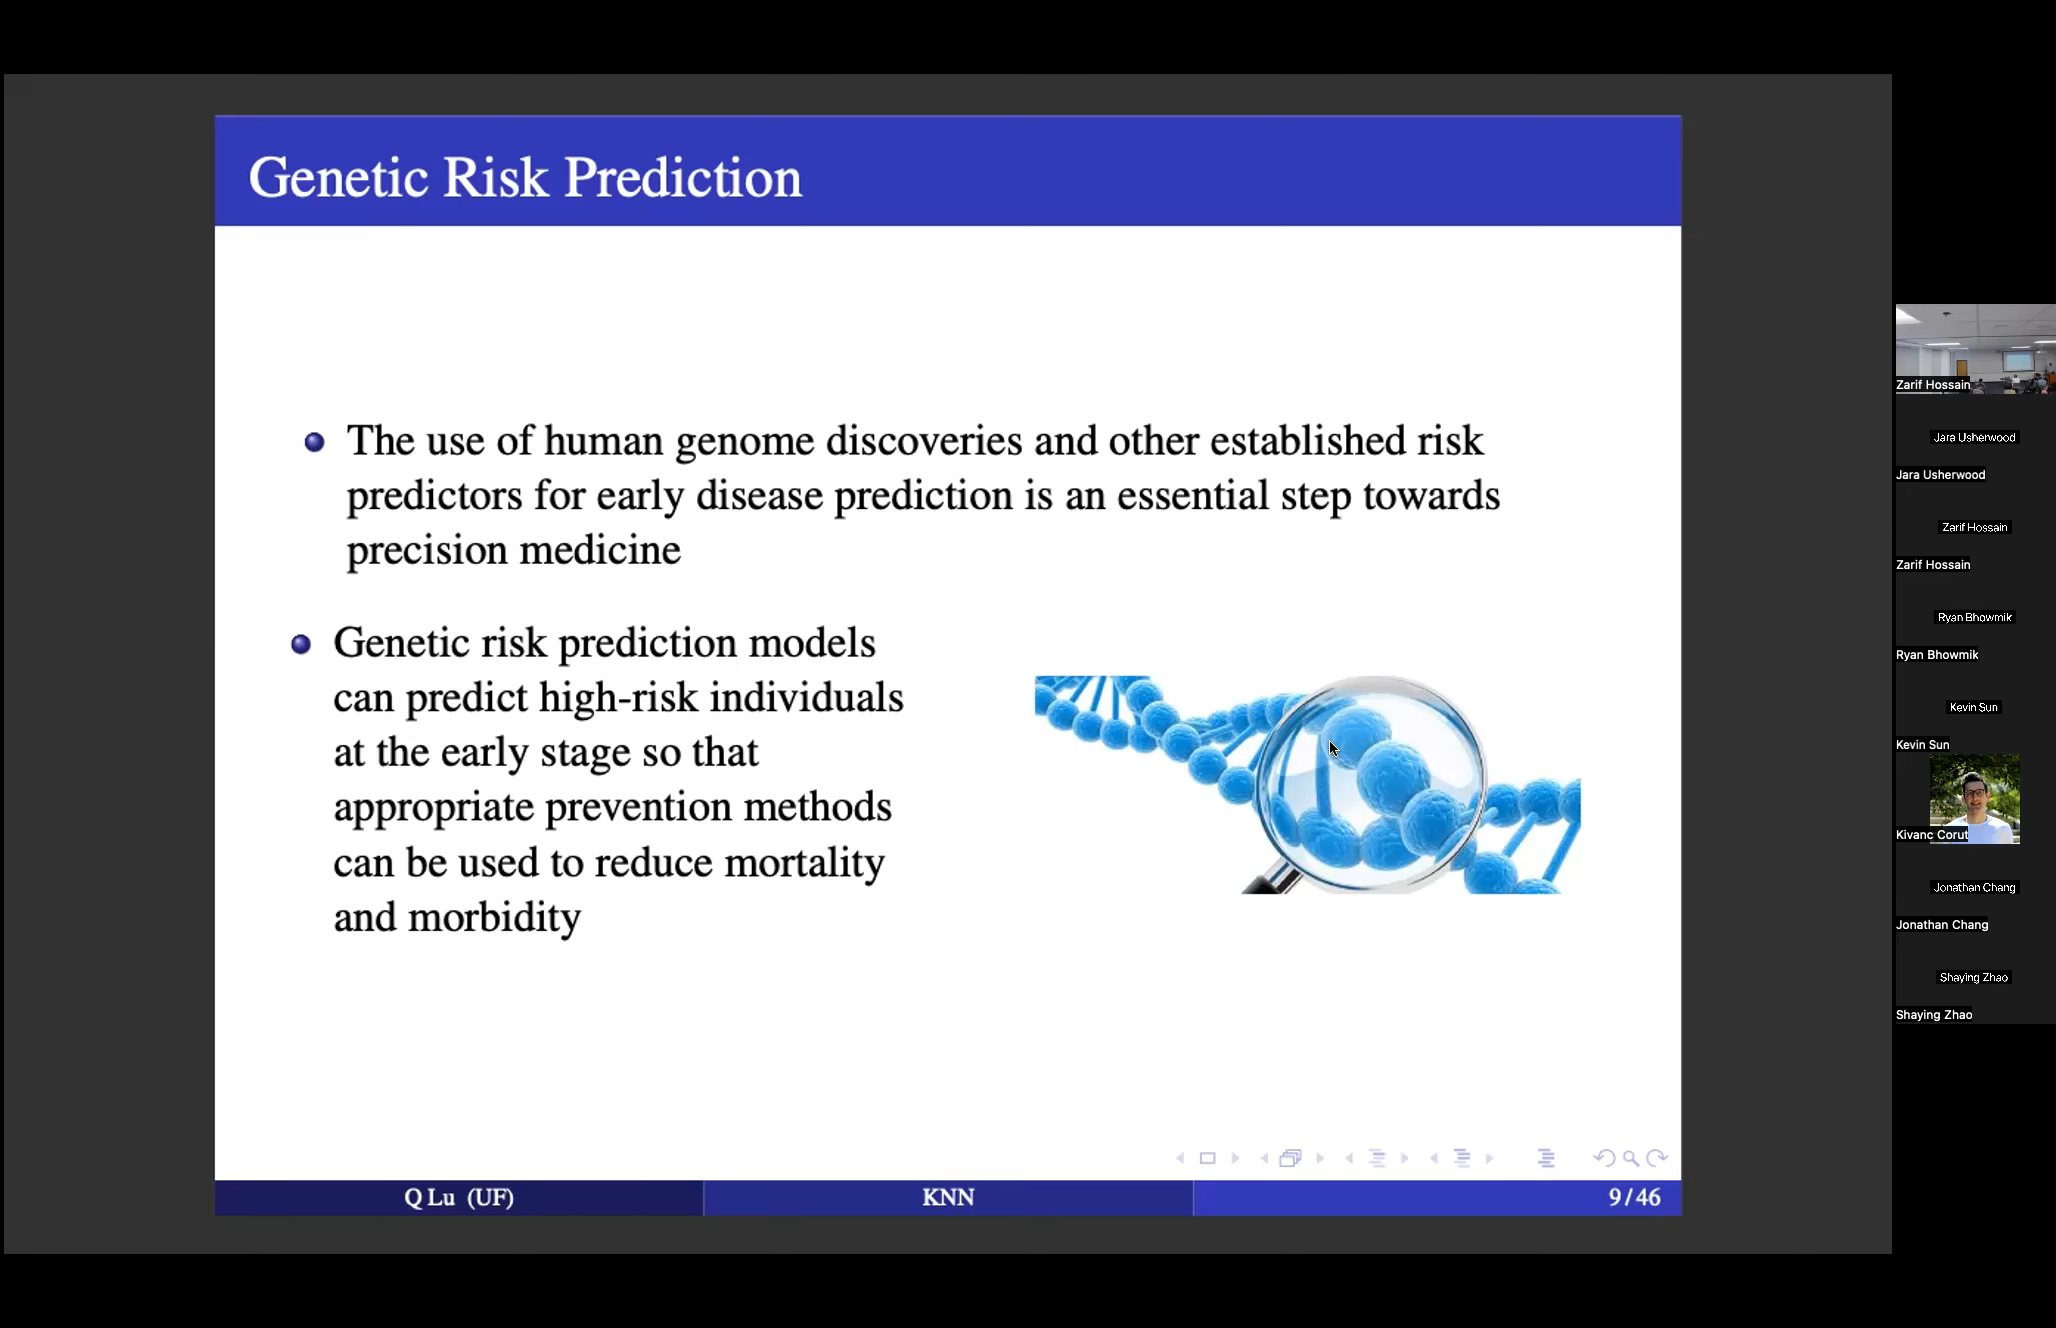 Genetic Risk Prediction
The use of human genome discoveries and other established risk
predictors for early disease prediction is an essential step towards
precision medicine
Genetic risk prediction models
can predict high-risk individuals
at the early stage so that
appropriate prevention methods
can be used to reduce mortality
and morbidity
Q Lu (UF)
KNN
9/46
Zarif Hossain
Jara Usherwood
Jara Usherwood
Zarif Hossain
Zarif Hossain
Ryan Bhowmik
Ryan Bhowmik
Kevin Sun
Kevin Sun
Kivanc Corut
Jonathan Chang
Jonathan Chang
Shaying Zhao
Shaying Zhao